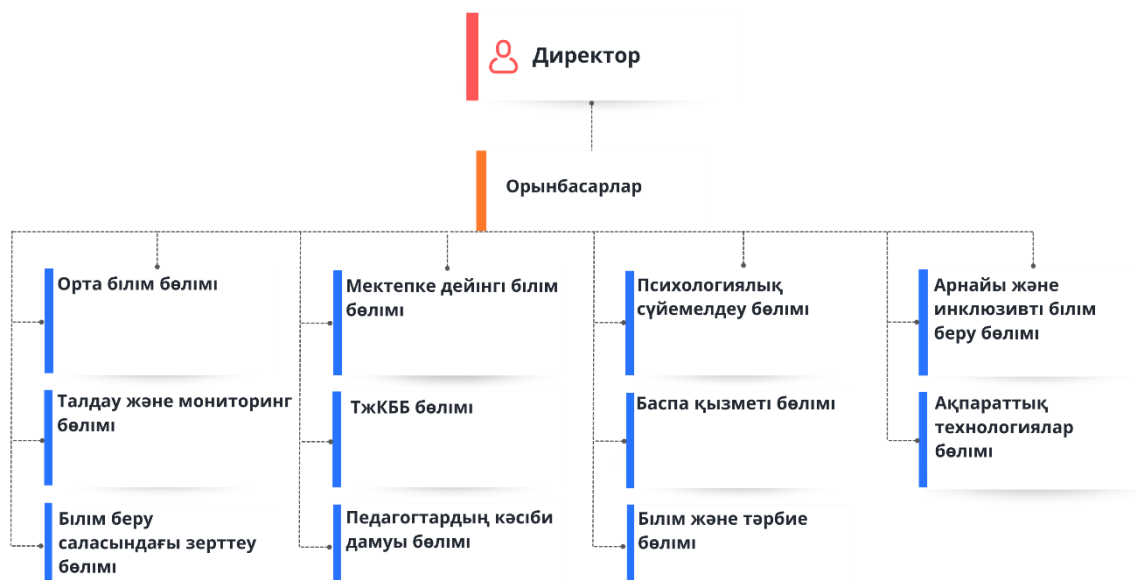 Директор
Орынбасарлар
Орта білім бөлімі
Талдау және мониторинг
бөлімі
Білім беру
саласындағы зерттеу
бөлімі
Мектепке дейінгі білім
бөлімі
ТжКББ бөлімі
Педагогтардың кәсіби
дамуы бөлімі
Психологиялық
сүйемелдеу бөлімі
Баспа қызметі бөлімі
Білім және тәрбие
бөлімі
Арнайы және
инклюзивті білім
беру бөлімі
Ақпараттық
технологиялар
бөлімі